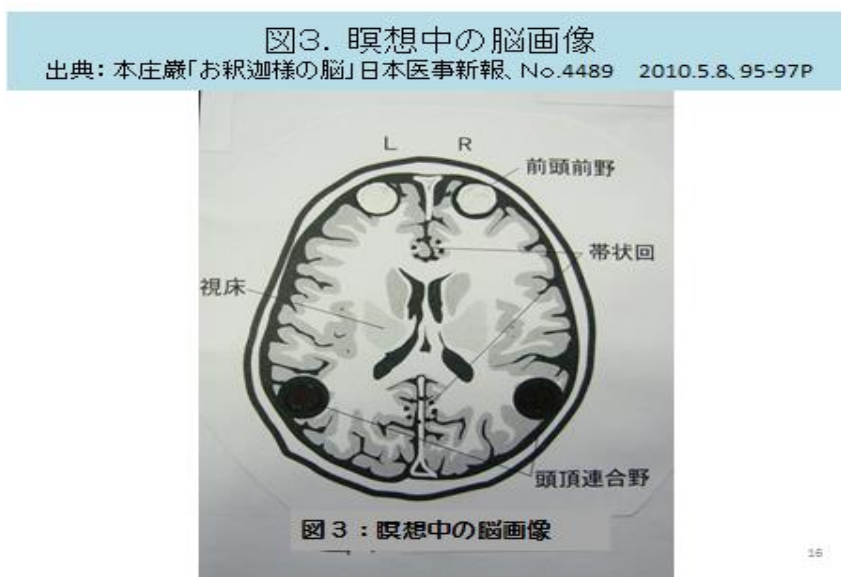 図3. 瞑想中の脳画像
出典: 本庄巌「お釈迦様の脳」日本医事新報、No.4489　2010.5.8、95-97P
L R
前頭前野
帯状回
視床
頭頂連合野
図3:瞑想中の脳画像
16